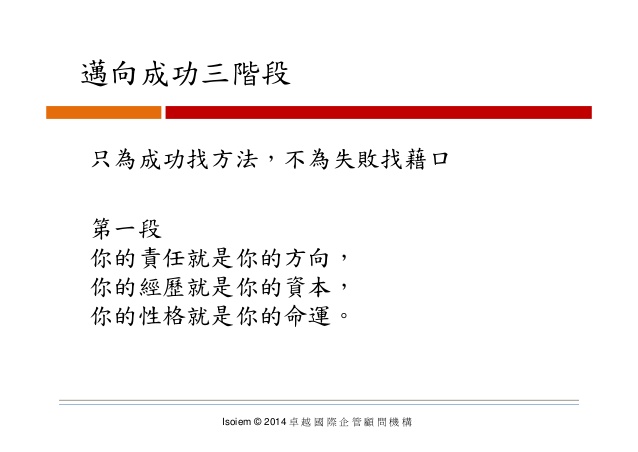 邁向成功三階段
只為成功找方法，不為失敗找藉口
第一段
你的責任就是你的方向，
你的經歷就是你的資本，
你的性格就是你的命運。
Isoiem © 2014 卓越國際企管顧問機構